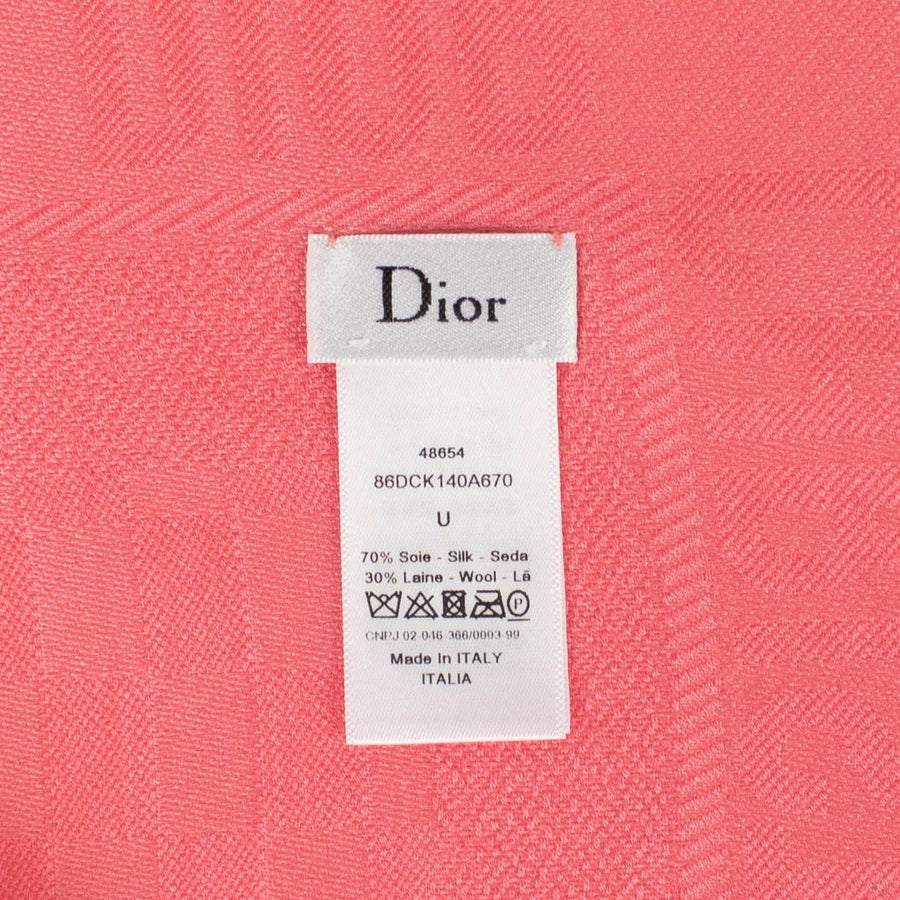 Dior
48654
86DCK140A670
U
70% Soie - Silk - Seda
30% Laine - Wool - Lã
P
CNPJ 02-046-366/0003-99
Made In ITALY
ITALIA